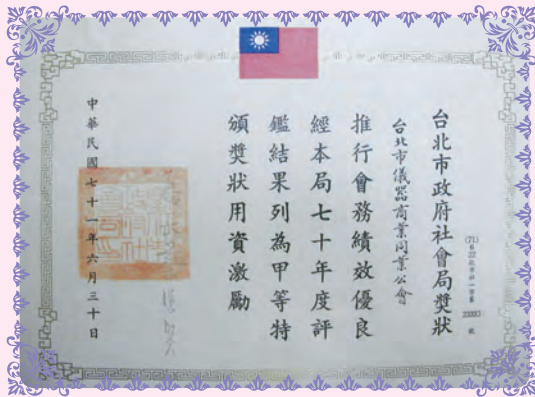 台北市政府社會局獎狀
台北市儀器商業同業公會
推行會務績效優良
經本局七十年度評
鑑結果列為甲等特
頒獎狀用資激勵
中華民國七十一年六月三十日